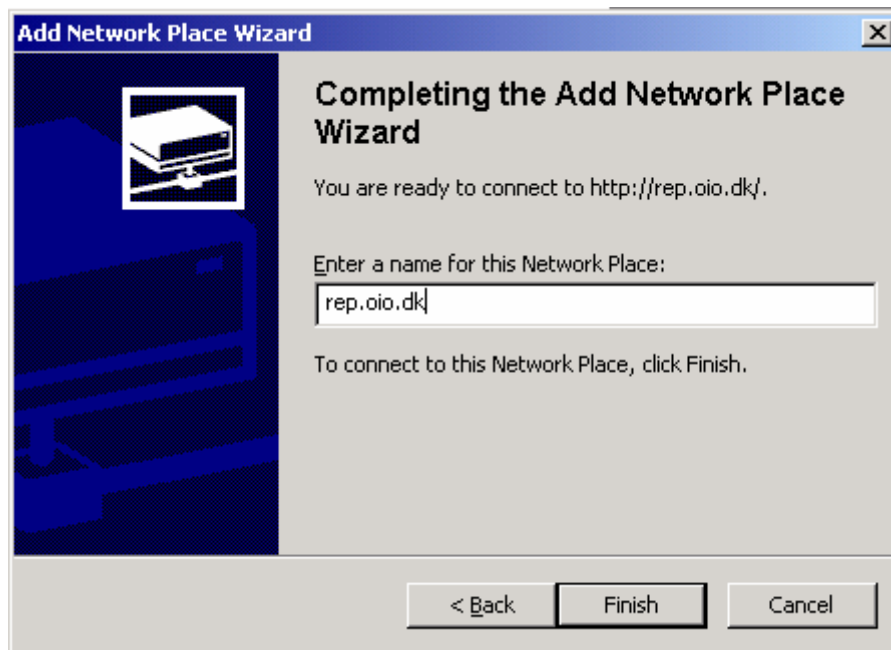 Add Network Place Wizard
Completing the Add Network Place
Wizard
You are ready to connect to http://rep.oio.dk/.
Enter a name for this Network Place:
rep.oio.dk
To connect to this Network Place, click Finish.
< Back Finish Cancel